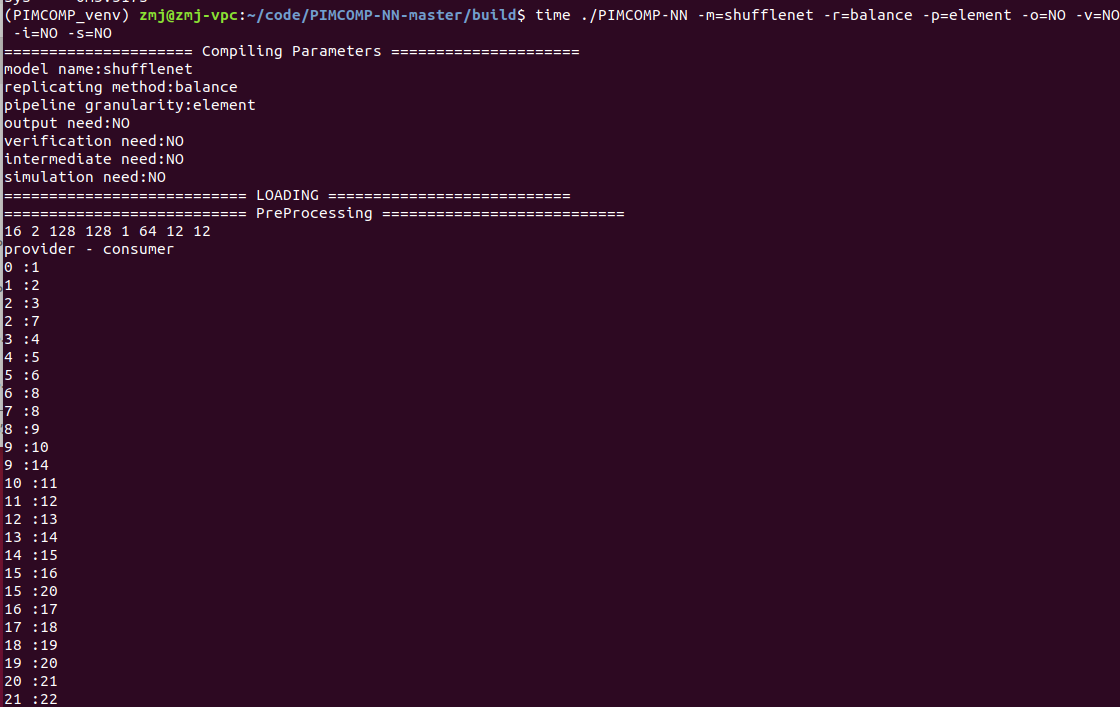 (PIMCOMP_venv) zmj@zmj-vpc:~/code/PIMCOMP-NN-master/build$ time ./PIMCOMP-NN -m=shufflenet -r=balance -p=element -o=NO -v=NO
-i=NO -s=NO
===================== Compiling Parameters =====================
model name:shufflenet
replicating method:balance
pipeline granularity:element
output need:NO
verification need:NO
intermediate need:NO
simulation need:NO
=========================== LOADING ===========================
=========================== PreProcessing ===========================
16 2 128 128 1 64 12 12
provider - consumer
0 :1
1 :2
2 :3
2 :7
3 :4
4 :5
5 :6
6 :8
7 :8
8 :9
9 :10
9 :14
10 :11
11 :12
12 :13
13 :14
14 :15
15 :16
15 :20
16 :17
17 :18
18 :19
19 :20
20 :21
21 :22